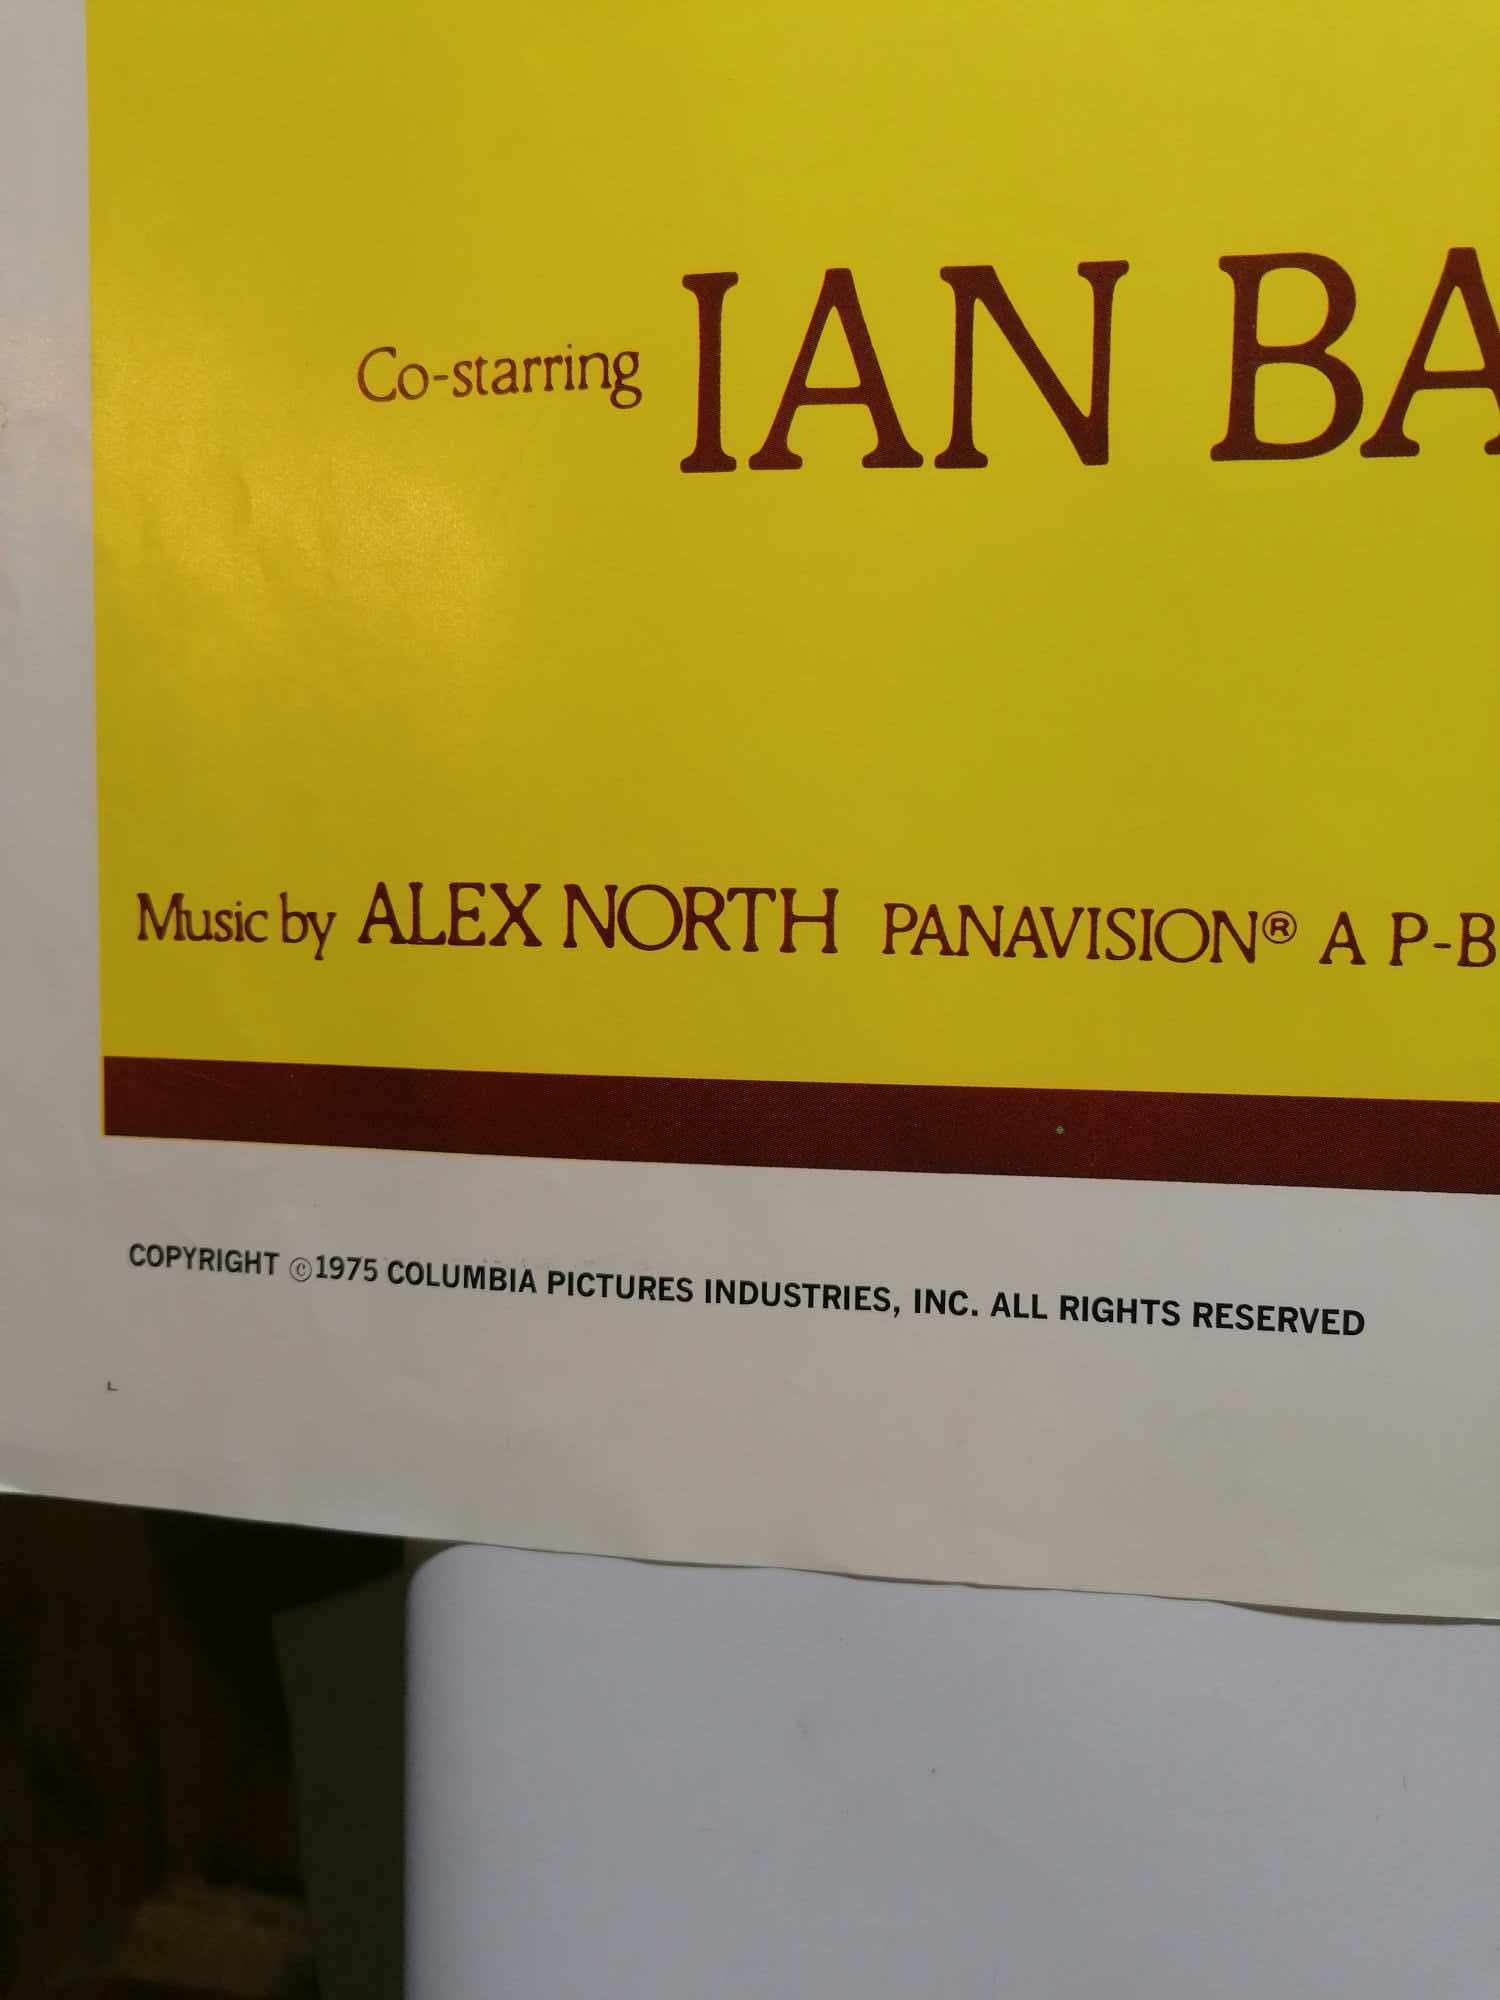 Co-starring IAN BA
Music by ALEX NORTH PANAVISION® A P-B
COPYRIGHT ©1975 COLUMBIA PICTURES INDUSTRIES, INC. ALL RIGHTS RESERVED